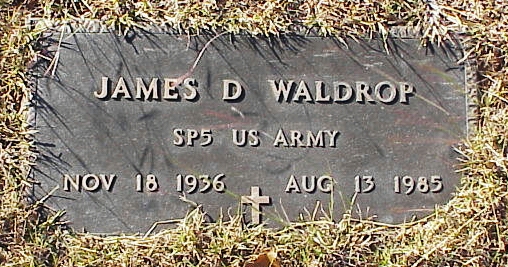 JAMES D WALDROP
SP5 US ARMY
NOV 18 1936 AUG 13 1985